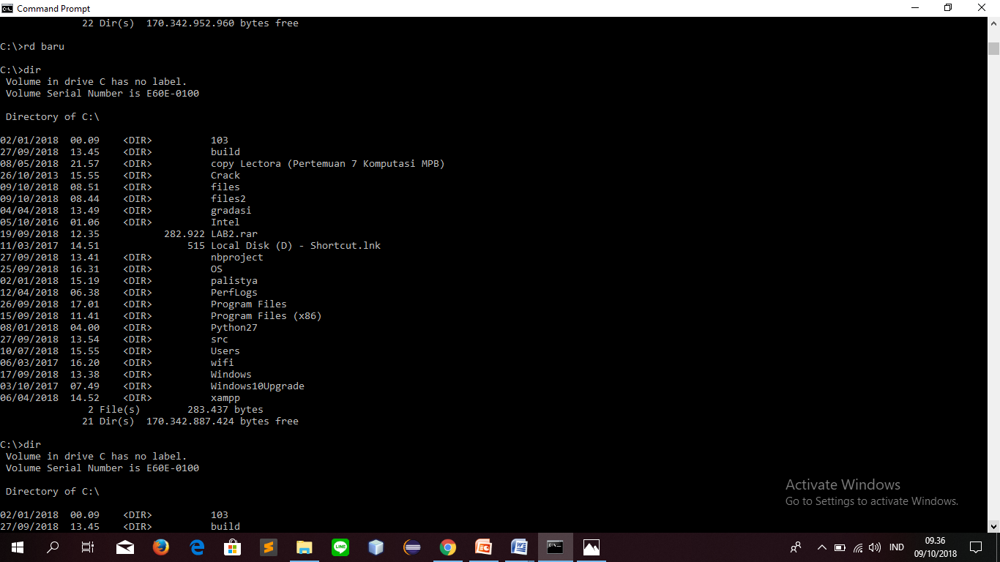 Command Prompt
22 Dir(s)  170.342.952.960 bytes free
C:\>rd baru
C:\>dir
Volume in drive C has no label.
Volume Serial Number is E60E-0100
Directory of C:\
02/01/2018  00.09    <DIR>          103
27/09/2018  13.45    <DIR>          build
08/05/2018  21.57    <DIR>          copy Lectora (Pertemuan 7 Komputasi MPB)
26/10/2013  15.55    <DIR>          Crack
09/10/2018  08.51    <DIR>          files
09/10/2018  08.44    <DIR>          files2
04/04/2018  13.49    <DIR>          gradasi
05/10/2016  01.06    <DIR>          Intel
19/09/2018  12.35           282.922 LAB2.rar
11/03/2017  14.51               515 Local Disk (D) - Shortcut.lnk
27/09/2018  13.41    <DIR>          nbproject
25/09/2018  16.31    <DIR>          OS
02/01/2018  15.19    <DIR>          palistya
12/04/2018  06.38    <DIR>          PerfLogs
26/09/2018  17.01    <DIR>          Program Files
15/09/2018  11.41    <DIR>          Program Files (x86)
08/01/2018  04.00    <DIR>          Python27
27/09/2018  13.54    <DIR>          src
10/07/2018  15.55    <DIR>          Users
06/03/2017  16.20    <DIR>          wifi
17/09/2018  13.38    <DIR>          Windows
03/10/2017  07.49    <DIR>          Windows10Upgrade
06/04/2018  14.52    <DIR>          xampp
2 File(s)        283.437 bytes
21 Dir(s)  170.342.887.424 bytes free
C:\>dir
Volume in drive C has no label.
Volume Serial Number is E60E-0100
Directory of C:\
02/01/2018  00.09    <DIR>          103
27/09/2018  13.45    <DIR>          build
Activate Windows
Go to Settings to activate Windows.
LINE
IND
09.36
09/10/2018